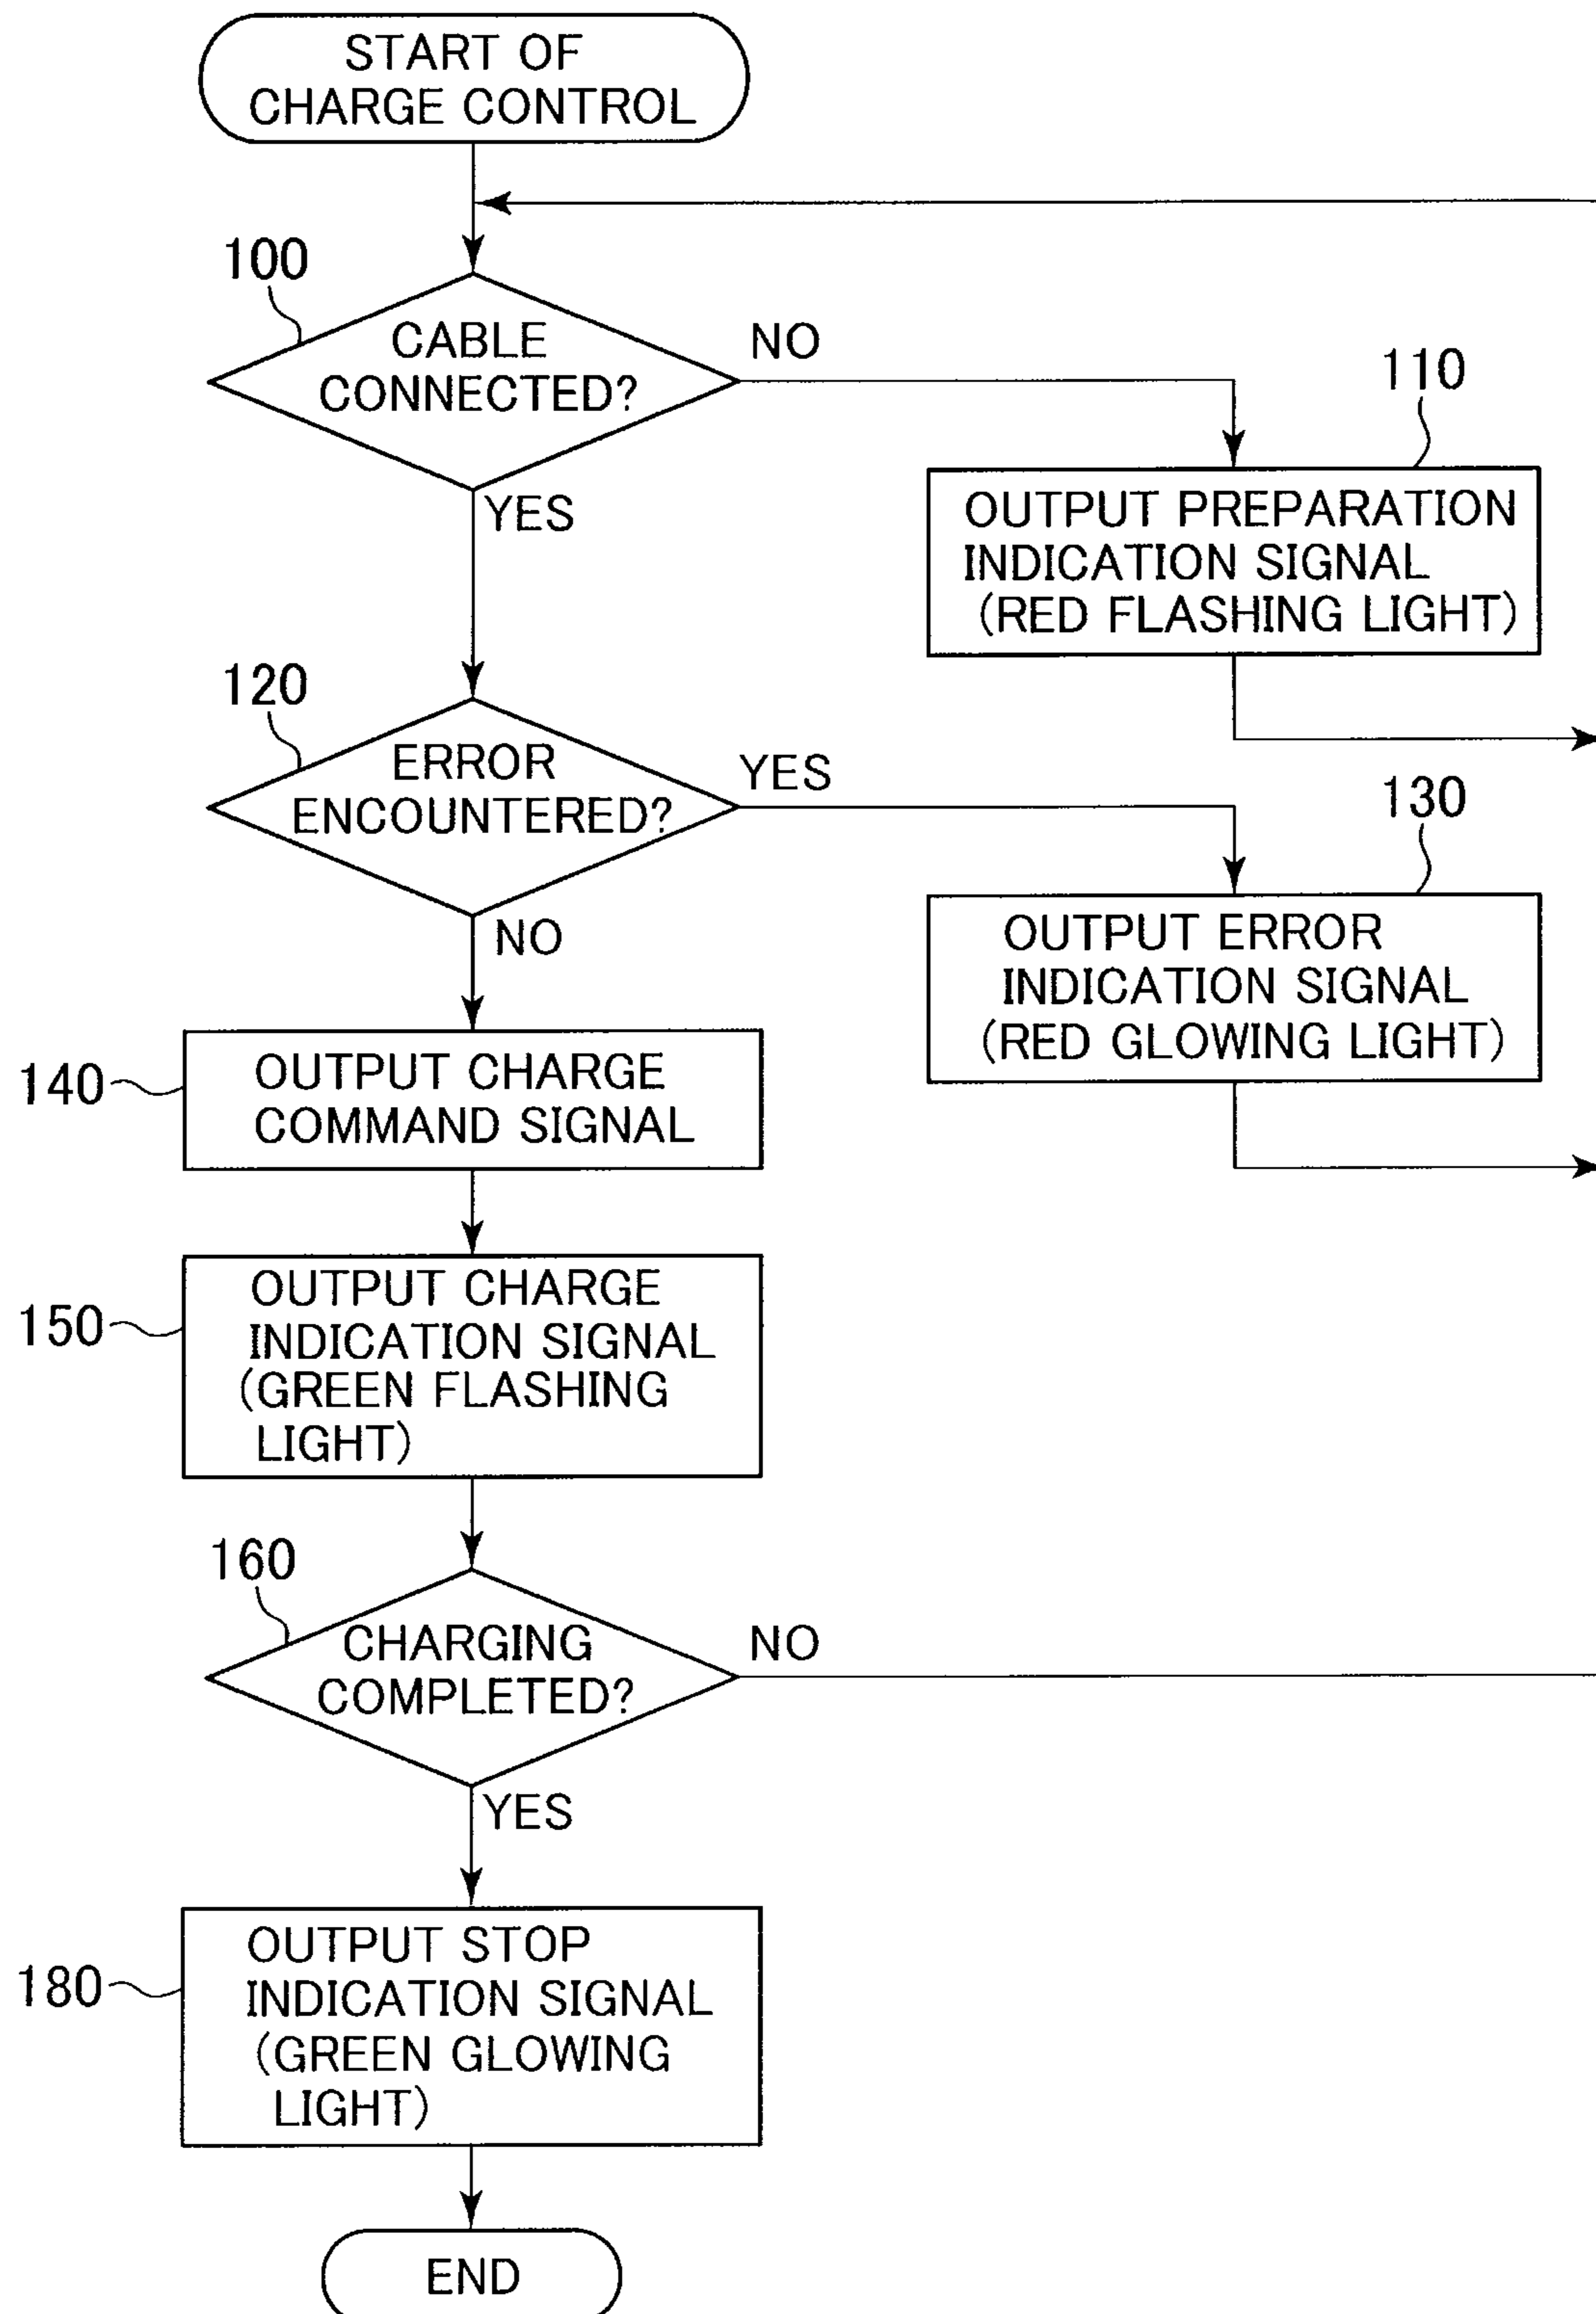 START OF
CHARGE CONTROL
100
CABLE
CONNECTED?
NO
YES
110
OUTPUT PREPARATION
INDICATION SIGNAL
(RED FLASHING LIGHT)
120
ERROR
ENCOUNTERED?
YES
NO
130
OUTPUT ERROR
INDICATION SIGNAL
(RED GLOWING LIGHT)
140
OUTPUT CHARGE
COMMAND SIGNAL
150
OUTPUT CHARGE
INDICATION SIGNAL
(GREEN FLASHING
LIGHT)
160
CHARGING
COMPLETED?
NO
YES
180
OUTPUT STOP
INDICATION SIGNAL
(GREEN GLOWING
LIGHT)
END